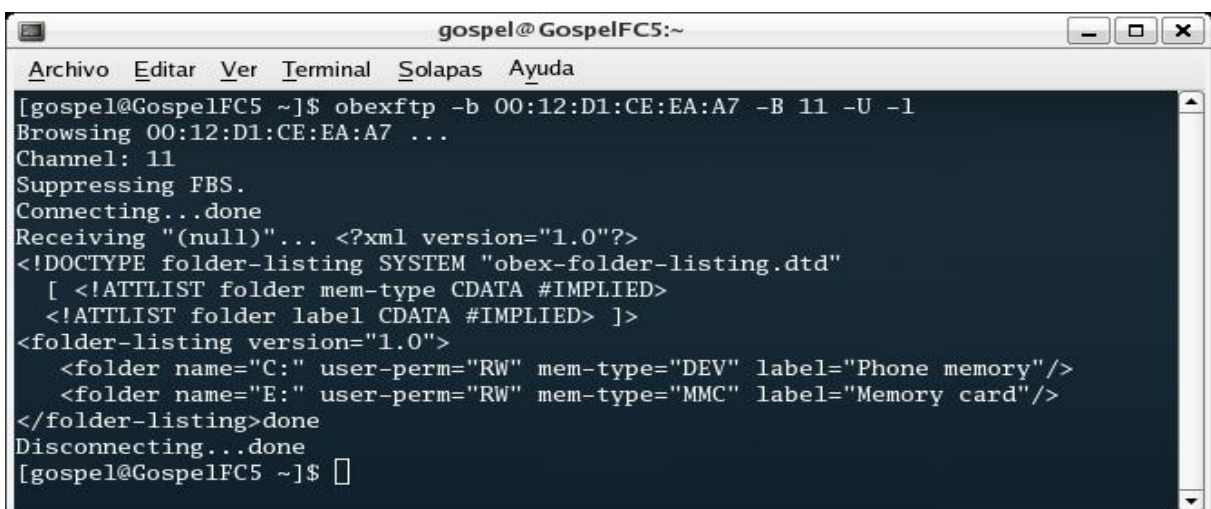 gospel@GospelFC5:~
Archivo Editar Ver Terminal Solapas Ayuda
[gospel@GospelFC5 ~]$ obexftp -b 00:12:D1:CE:EA:A7 -B 11 -U -l
Browsing 00:12:D1:CE:EA:A7 ...
Channel: 11
Suppressing FBS.
Connecting...done
Receiving "(null)"... <?xml version="1.0"?>
<!DOCTYPE folder-listing SYSTEM "obex-folder-listing.dtd"
  [ <!ATTLIST folder mem-type CDATA #IMPLIED>
  <!ATTLIST folder label CDATA #IMPLIED> ]>
<folder-listing version="1.0">
   <folder name="C:" user-perm="RW" mem-type="DEV" label="Phone memory"/>
   <folder name="E:" user-perm="RW" mem-type="MMC" label="Memory card"/>
</folder-listing>done
Disconnecting...done
[gospel@GospelFC5 ~]$